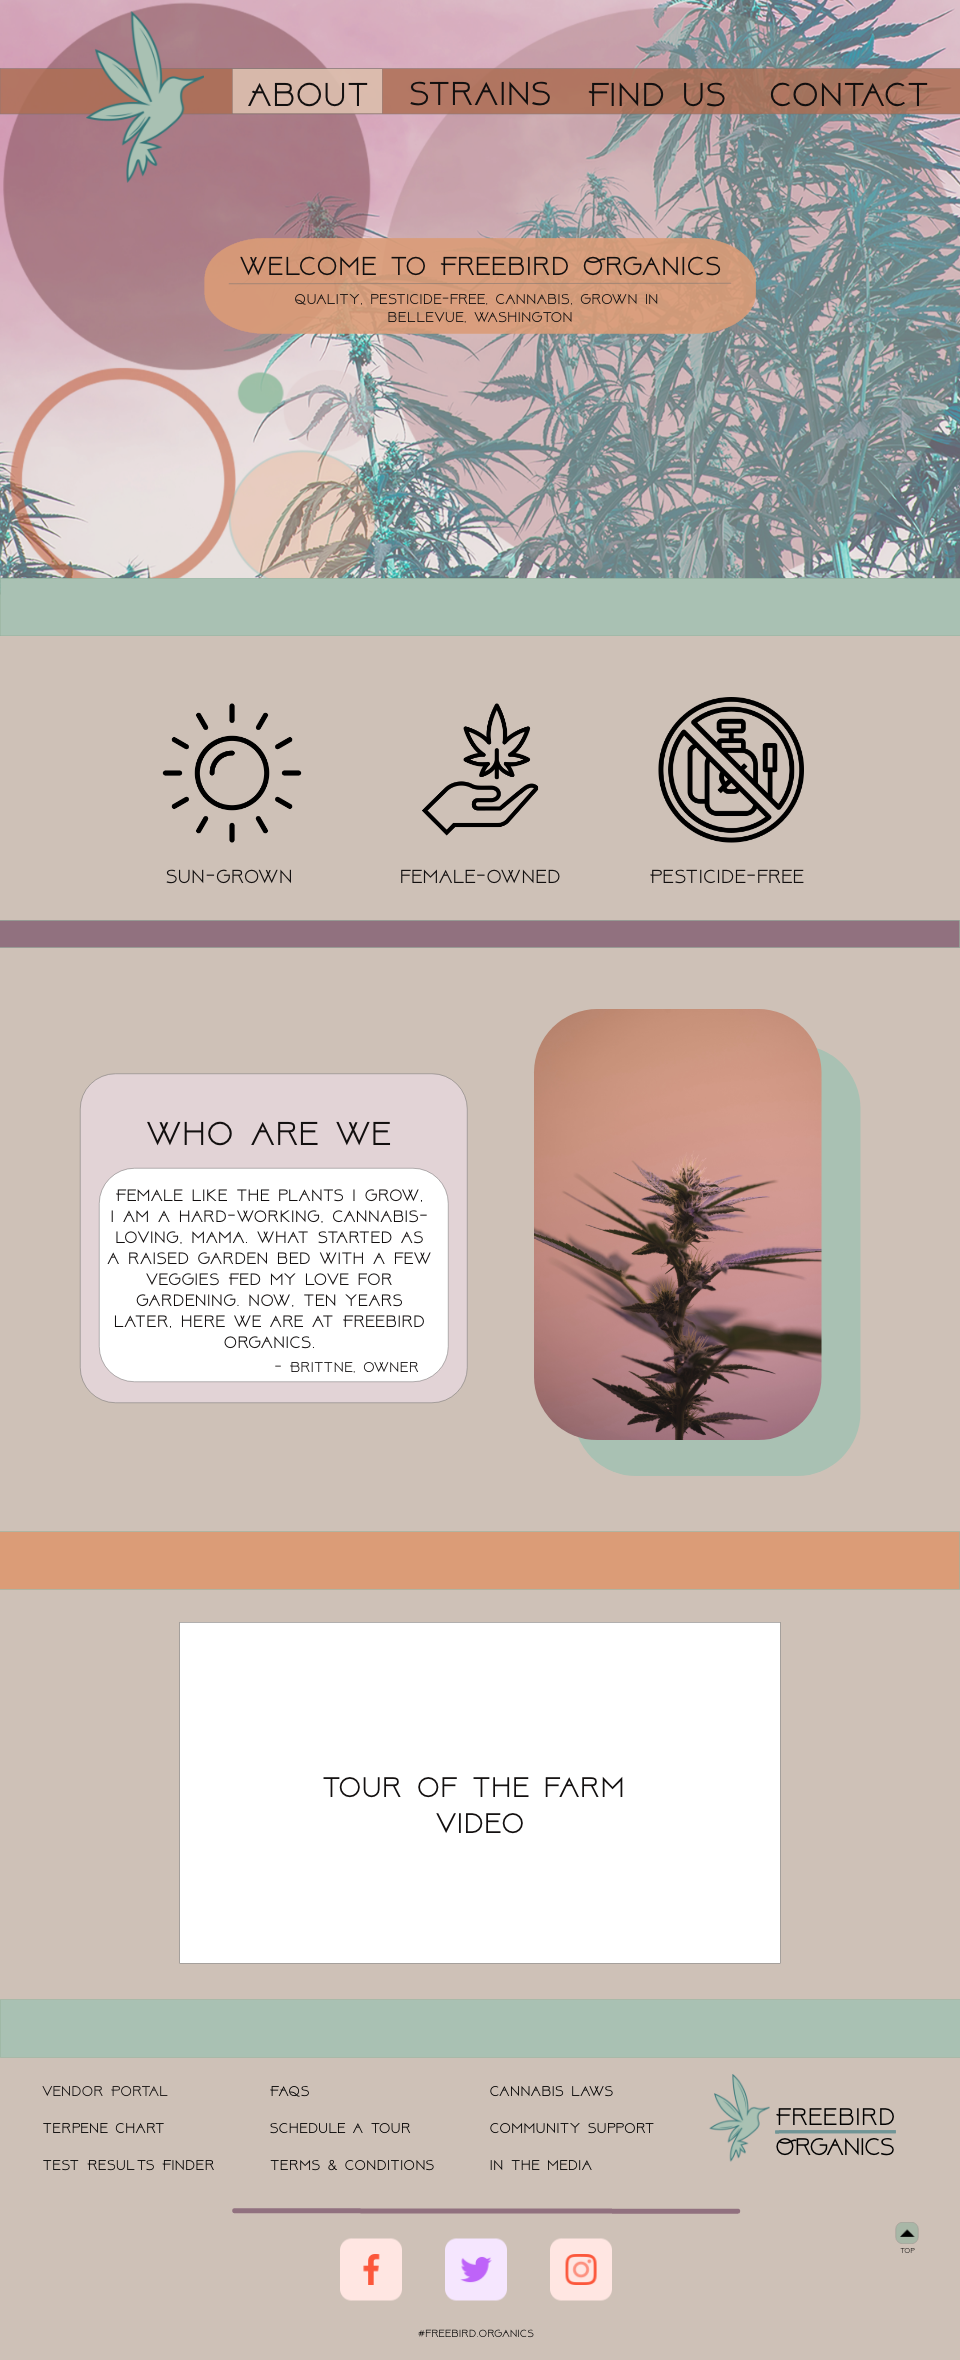 ABOUT STRAINS FIND US CONTACT
WELCOME TO FREEBIRD ORGANICS
QUALITY, PESTICIDE-FREE, CANNABIS, GROWN IN
BELLEVUE, WASHINGTON
SUN-GROWN FEMALE-OWNED PESTICIDE-FREE
WHO ARE WE
FEMALE LIKE THE PLANTS I GROW,
I AM A HARD-WORKING, CANNABIS-
LOVING, MAMA. WHAT STARTED AS
A RAISED GARDEN BED WITH A FEW
VEGGIES FED MY LOVE FOR
GARDENING. NOW, TEN YEARS
LATER, HERE WE ARE AT FREEBIRD
ORGANICS.
- BRITTNE, OWNER
TOUR OF THE FARM
VIDEO
VENDOR PORTAL FAQS CANNABIS LAWS
TERPENE CHART SCHEDULE A TOUR COMMUNITY SUPPORT
TEST RESULTS FINDER TERMS & CONDITIONS IN THE MEDIA
FREEBIRD
ORGANICS
TOP
#FREEBIRD.ORGANICS